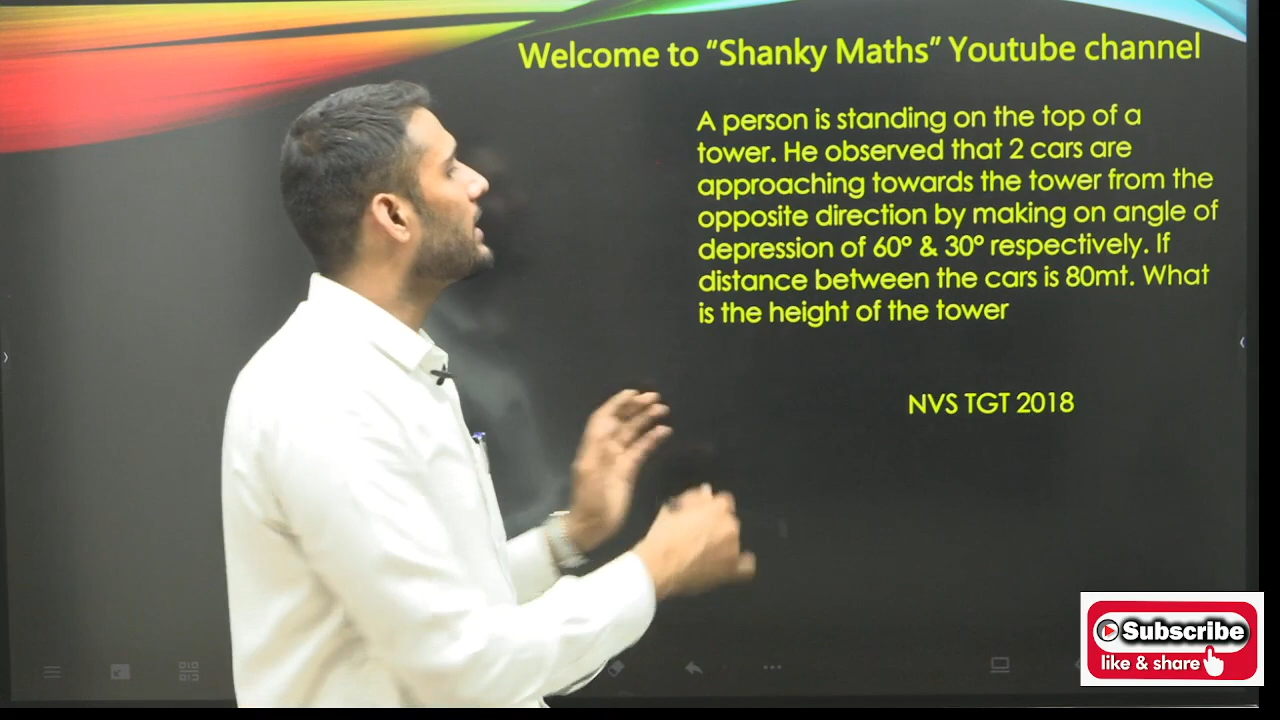 Welcome to “Shanky Maths” Youtube channel
A person is standing on the top of a
tower. He observed that 2 cars are
approaching towards the tower from the
opposite direction by making on angle of
depression of 60° & 30° respectively. If
distance between the cars is 80mt. What
is the height of the tower
NVS TGT 2018
Subscribe
like & share